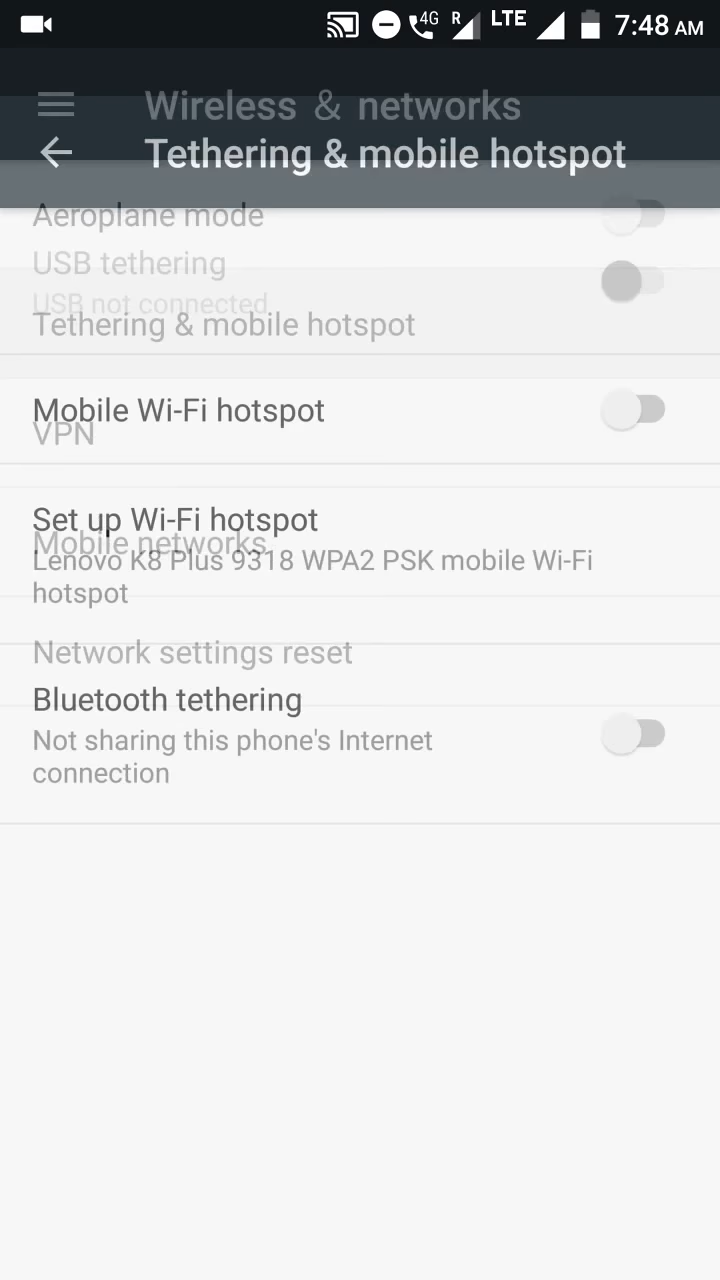 4G R LTE 7:48 AM
Wireless & networks
Tethering & mobile hotspot
Aeroplane mode
USB tethering
USB not connected
Tethering & mobile hotspot
Mobile Wi-Fi hotspot
VPN
Set up Wi-Fi hotspot
Mobile networks
Lenovo K8 Plus 9318 WPA2 PSK mobile Wi-Fi
hotspot
Network settings reset
Bluetooth tethering
Not sharing this phone's Internet
connection